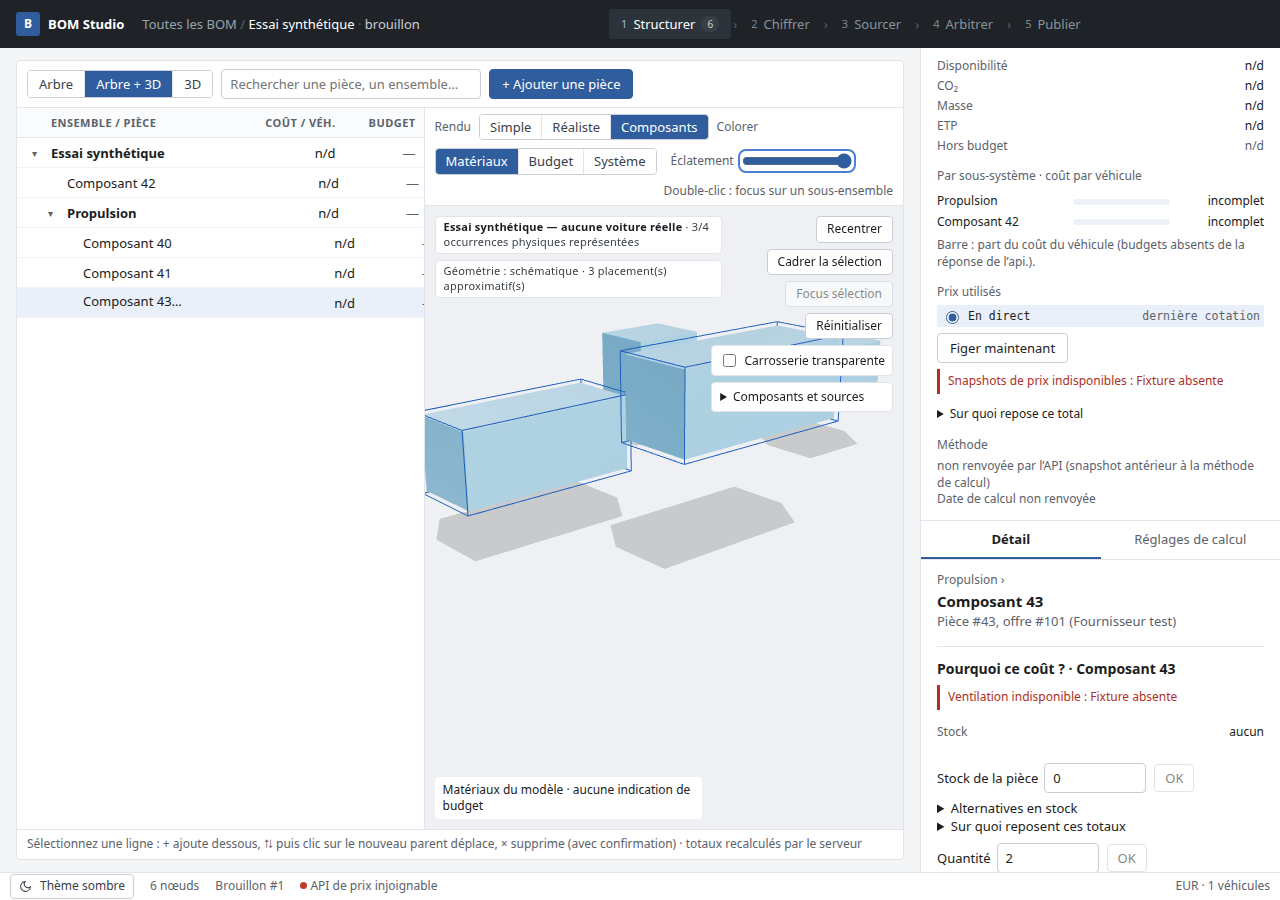 B BOM Studio Toutes les BOM / Essai synthétique · brouillon
1 Structurer 6 › 2 Chiffrer › 3 Sourcer › 4 Arbitrer › 5 Publier
Arbre Arbre + 3D 3D Rechercher une pièce, un ensemble... + Ajouter une pièce
ENSEMBLE / PIÈCE COÛT / VÉH. BUDGET
▾ Essai synthétique n/d —
Composant 42 n/d —
▾ Propulsion n/d —
Composant 40 n/d
Composant 41 n/d
Composant 43... n/d
Rendu Simple Réaliste Composants Colorer
Matériaux Budget Système Éclatement
Double-clic : focus sur un sous-ensemble
Essai synthétique — aucune voiture réelle · 3/4
occurrences physiques représentées
Géométrie : schématique · 3 placement(s)
approximatif(s)
Recentrer
Cadrer la sélection
Focus sélection
Réinitialiser
Carrosserie transparente
▶ Composants et sources
Matériaux du modèle · aucune indication de
budget
Sélectionnez une ligne : + ajoute dessous, ⇅ puis clic sur le nouveau parent déplace, × supprime (avec confirmation) · totaux recalculés par le serveur
Disponibilité n/d
CO₂ n/d
Masse n/d
ETP n/d
Hors budget n/d
Par sous-système · coût par véhicule
Propulsion incomplet
Composant 42 incomplet
Barre : part du coût du véhicule (budgets absents de la
réponse de l’api.).
Prix utilisés
En direct dernière cotation
Figer maintenant
Snapshots de prix indisponibles : Fixture absente
▶ Sur quoi repose ce total
Méthode
non renvoyée par l’API (snapshot antérieur à la méthode
de calcul)
Date de calcul non renvoyée
Détail Réglages de calcul
Propulsion ›
Composant 43
Pièce #43, offre #101 (Fournisseur test)
Pourquoi ce coût ? · Composant 43
Ventilation indisponible : Fixture absente
Stock aucun
Stock de la pièce 0 OK
▶ Alternatives en stock
▶ Sur quoi reposent ces totaux
Quantité 2 OK
Thème sombre 6 nœuds Brouillon #1 API de prix injoignable EUR · 1 véhicules